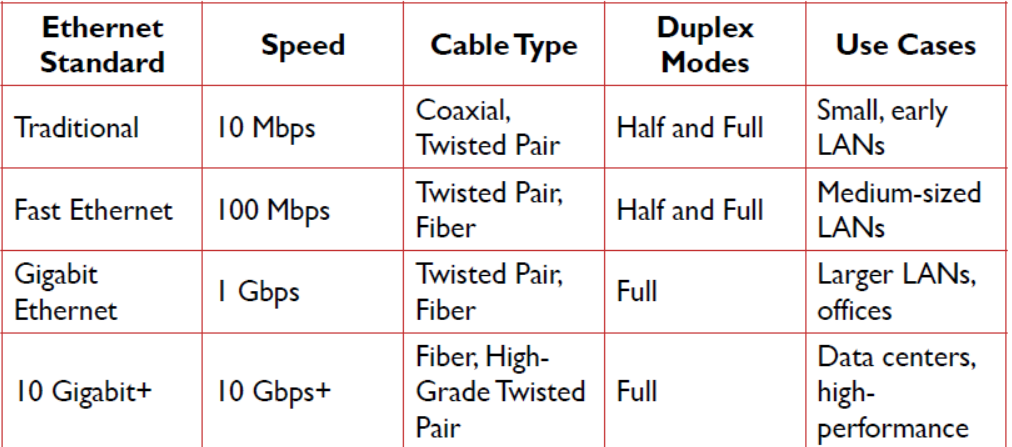 Ethernet Standard | Speed | Cable Type | Duplex Modes | Use Cases
Traditional | 10 Mbps | Coaxial, Twisted Pair | Half and Full | Small, early LANs
Fast Ethernet | 100 Mbps | Twisted Pair, Fiber | Half and Full | Medium-sized LANs
Gigabit Ethernet | 1 Gbps | Twisted Pair, Fiber | Full | Larger LANs, offices
10 Gigabit+ | 10 Gbps+ | Fiber, High-Grade Twisted Pair | Full | Data centers, high-performance